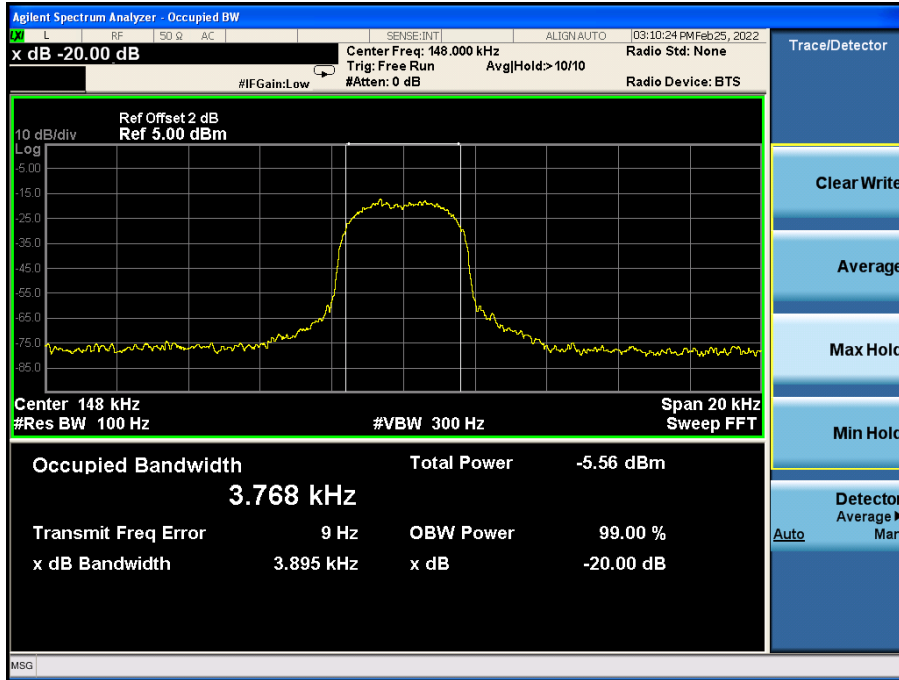 Agilent Spectrum Analyzer - Occupied BW
LXI L RF 50 Ω AC SENSE:INT ALIGN AUTO 03:10:24 PM Feb 25, 2022
x dB -20.00 dB
Center Freq: 148.000 kHz Radio Std: None
Trig: Free Run Avg|Hold:> 10/10
#IFGain:Low #Atten: 0 dB Radio Device: BTS
Ref Offset 2 dB
10 dB/div Ref 5.00 dBm
Log
-5.00
-15.0
-25.0
-35.0
-45.0
-55.0
-65.0
-75.0
-85.0
Center 148 kHz Span 20 kHz
#Res BW 100 Hz #VBW 300 Hz Sweep FFT
Occupied Bandwidth Total Power -5.56 dBm
3.768 kHz
Transmit Freq Error 9 Hz OBW Power 99.00 %
x dB Bandwidth 3.895 kHz x dB -20.00 dB
MSG
Trace/Detector
Clear Write
Average
Max Hold
Min Hold
Detector
Average
Auto Man